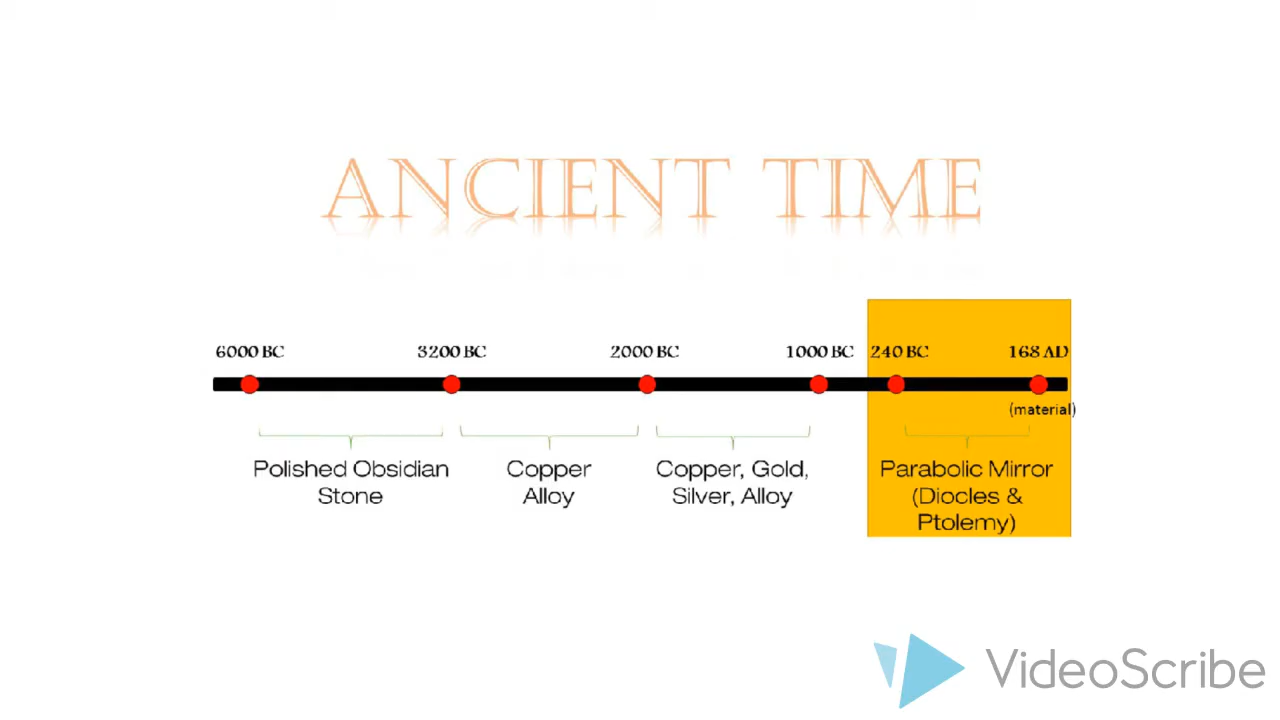 ANCIENT TIME
6000 BC 3200 BC 2000 BC 1000 BC 240 BC 168 AD
(material)
Polished Obsidian
Stone
Copper
Alloy
Copper, Gold,
Silver, Alloy
Parabolic Mirror
(Diocles &
Ptolemy)
VideoScribe